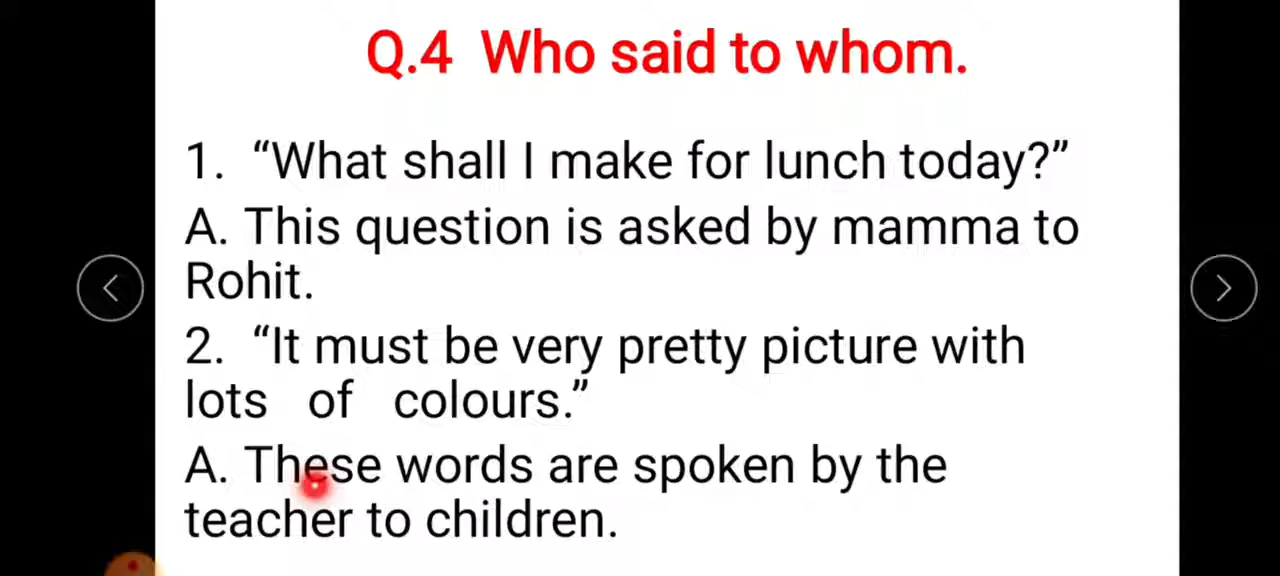 Q.4 Who said to whom.
1. “What shall I make for lunch today?”
A. This question is asked by mamma to
Rohit.
2. “It must be very pretty picture with
lots of colours.”
A. These words are spoken by the
teacher to children.